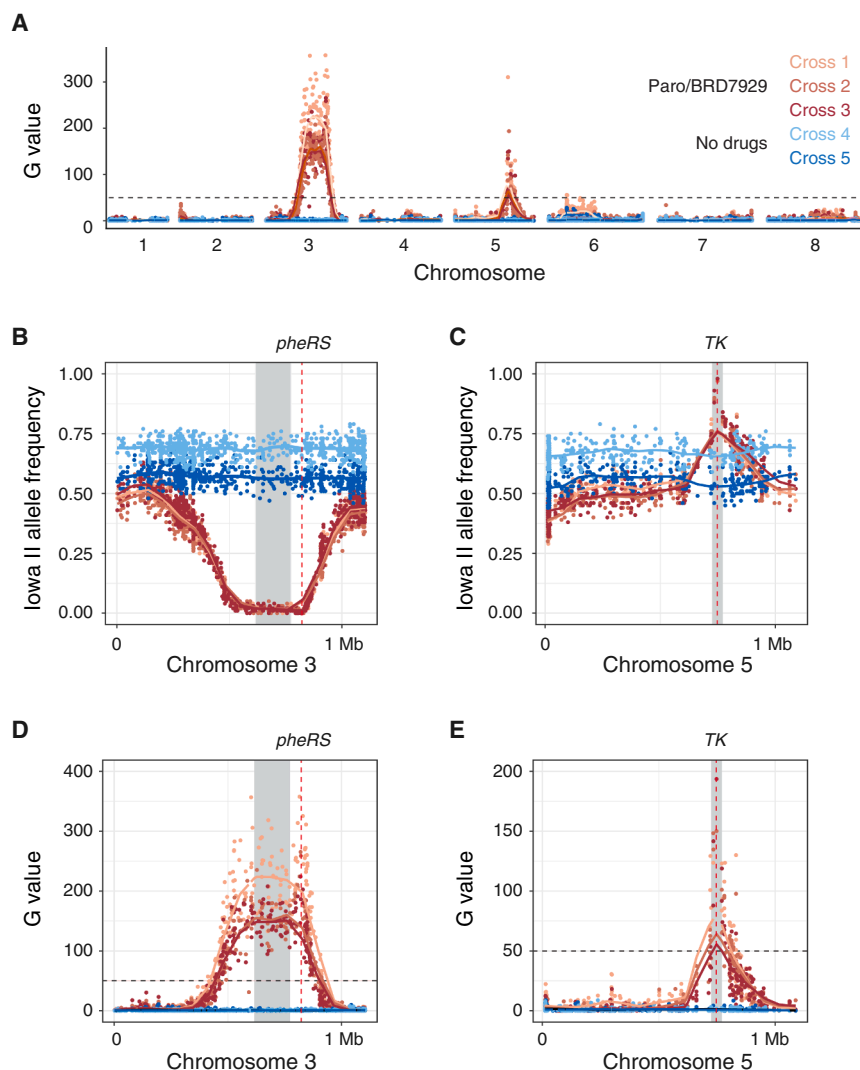 A
G value
300
200
100
0
Paro/BRD7929
No drugs
Cross 1
Cross 2
Cross 3
Cross 4
Cross 5
1 2 3 4 5 6 7 8
Chromosome
B
pheRS
Iowa II allele frequency
1.00
0.75
0.50
0.25
0.00
0 1 Mb
Chromosome 3
C
TK
Iowa II allele frequency
1.00
0.75
0.50
0.25
0.00
0 1 Mb
Chromosome 5
D
pheRS
G value
400
300
200
100
0
0 1 Mb
Chromosome 3
E
TK
G value
200
150
100
50
0
0 1 Mb
Chromosome 5